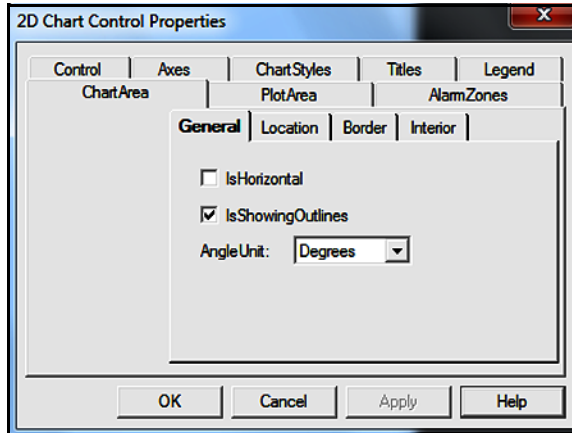 2D Chart Control Properties
Control Axes ChartStyles Titles Legend
ChartArea PlotArea AlarmZones
General Location Border Interior
IsHorizontal
IsShowingOutlines
AngleUnit: Degrees
OK Cancel Apply Help